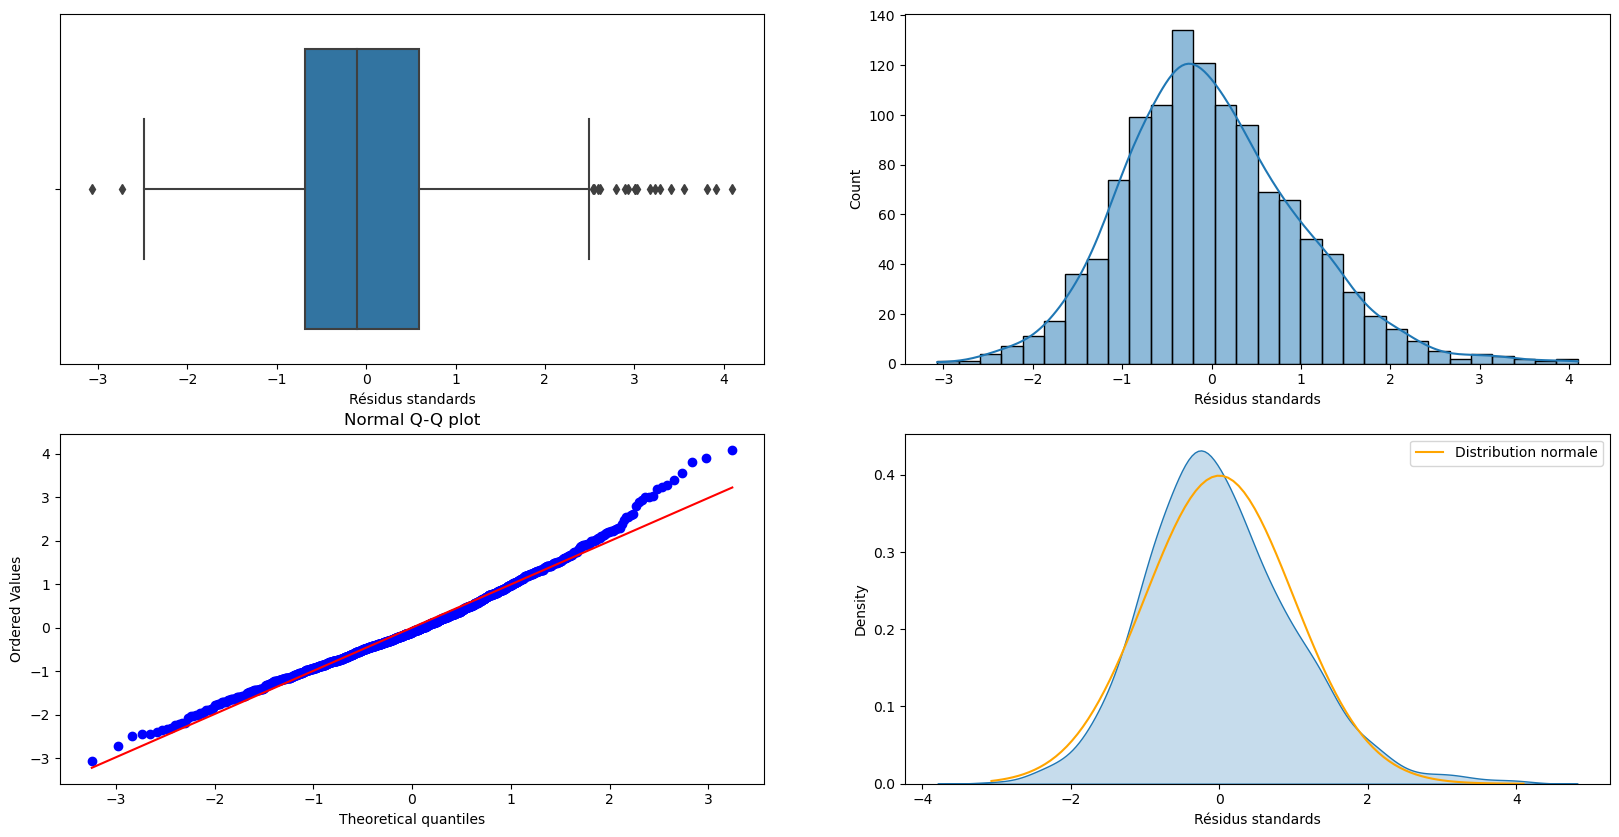 −3 −2 −1 0 1 2 3 4
Résidus standards
140
120
100
80
60
40
20
0
Count
−3 −2 −1 0 1 2 3 4
Résidus standards
Normal Q-Q plot
4
3
2
1
0
−1
−2
−3
Ordered Values
−3 −2 −1 0 1 2 3
Theoretical quantiles
Distribution normale
0.4
0.3
0.2
0.1
0.0
Density
−4 −2 0 2 4
Résidus standards